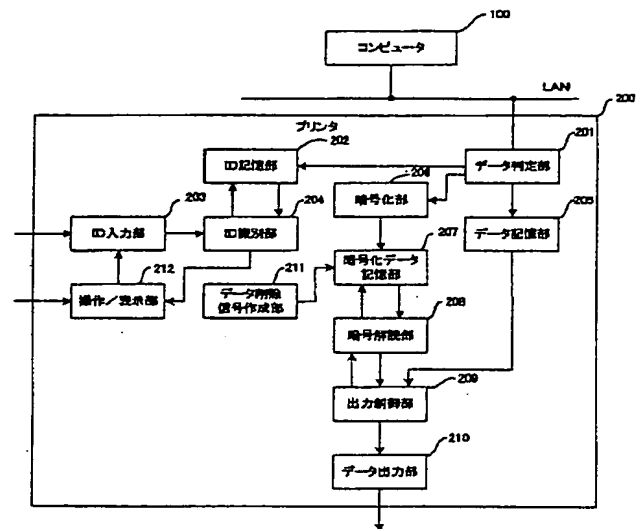 100
コンピュータ
LAN
200
プリンタ
202
201
ID記憶部
206
データ判定部
203
204
暗号化部
205
ID入力部
ID識別部
207
データ記憶部
212
211
暗号化データ
記憶部
操作/表示部
データ削除
信号作成部
208
暗号解読部
209
出力制御部
210
データ出力部